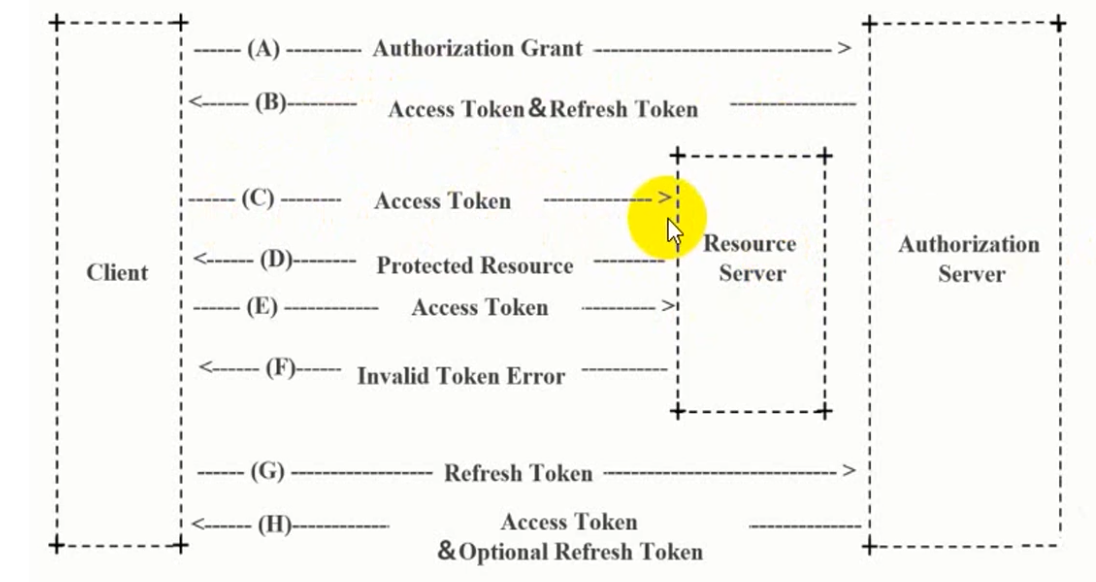 (A) Authorization Grant
(B) Access Token&Refresh Token
(C) Access Token
Resource
Server
Authorization
Server
Client
(D) Protected Resource
(E) Access Token
(F) Invalid Token Error
(G) Refresh Token
(H) Access Token
&Optional Refresh Token